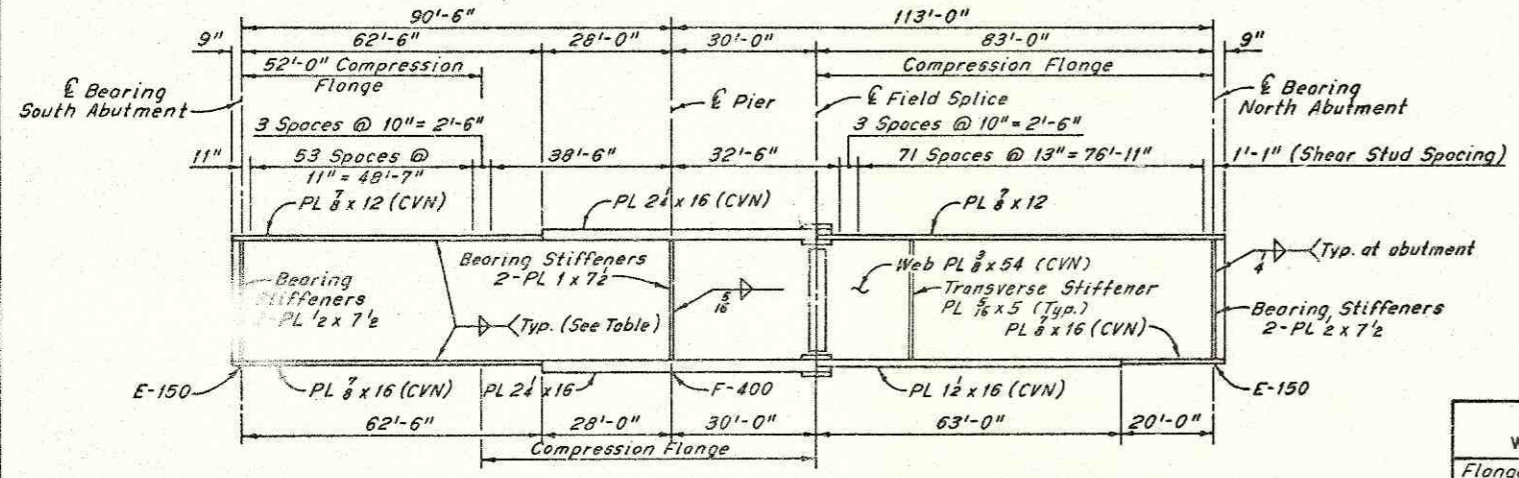 90'-6"
113'-0"
9"
62'-6"
28'-0"
30'-0"
83'-0"
9"
52'-0" Compression
Flange
Compression Flange
℄ Bearing
South Abutment
℄ Pier
℄ Field Splice
℄ Bearing
North Abutment
3 Spaces @ 10" = 2'-6"
3 Spaces @ 10" = 2'-6"
11"
53 Spaces @
11" = 48'-7"
38'-6"
32'-6"
71 Spaces @ 13" = 76'-11"
1'-1" (Shear Stud Spacing)
PL 7/8 x 12 (CVN)
PL 2 1/4 x 16 (CVN)
PL 7/8 x 12
Bearing
Stiffeners
PL 1/2 x 7 1/2
Bearing Stiffeners
2-PL 1 x 7 1/2
5/16
Web PL 3/8 x 54 (CVN)
Transverse Stiffener
PL 5/16 x 5 (Typ.)
PL 7/8 x 16 (CVN)
Typ. at abutment
Bearing Stiffeners
2-PL 1/2 x 7 1/2
Typ. (See Table)
E-150
PL 7/8 x 16 (CVN)
PL 2 1/4 x 16
F-400
PL 1 1/2 x 16 (CVN)
E-150
62'-6"
28'-0"
30'-0"
63'-0"
20'-0"
Compression Flange
W
Flange